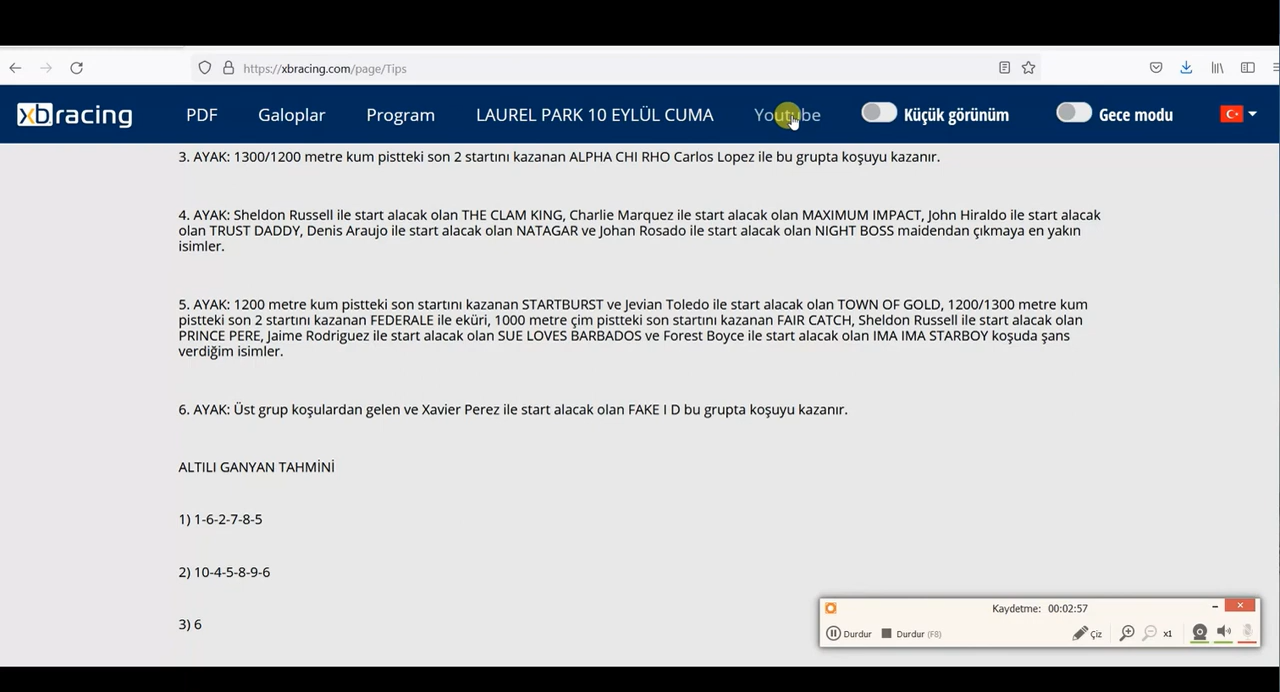 https://xbracing.com/page/Tips
xbracing PDF Galoplar Program LAUREL PARK 10 EYLÜL CUMA Youtube Küçük görünüm Gece modu
3. AYAK: 1300/1200 metre kum pistteki son 2 startını kazanan ALPHA CHI RHO Carlos Lopez ile bu grupta koşuyu kazanır.
4. AYAK: Sheldon Russell ile start alacak olan THE CLAM KING, Charlie Marquez ile start alacak olan MAXIMUM IMPACT, John Hiraldo ile start alacak
olan TRUST DADDY, Denis Araujo ile start alacak olan NATAGAR ve Johan Rosado ile start alacak olan NIGHT BOSS maidendan çıkmaya en yakın
isimler.
5. AYAK: 1200 metre kum pistteki son startını kazanan STARTBURST ve Jevian Toledo ile start alacak olan TOWN OF GOLD, 1200/1300 metre kum
pistteki son 2 startını kazanan FEDERALE ile eküri, 1000 metre çim pistteki son startını kazanan FAIR CATCH, Sheldon Russell ile start alacak olan
PRINCE PERE, Jaime Rodriguez ile start alacak olan SUE LOVES BARBADOS ve Forest Boyce ile start alacak olan IMA IMA STARBOY koşuda şans
verdiğim isimler.
6. AYAK: Üst grup koşulardan gelen ve Xavier Perez ile start alacak olan FAKE I D bu grupta koşuyu kazanır.
ALTILI GANYAN TAHMİNİ
1) 1-6-2-7-8-5
2) 10-4-5-8-9-6
3) 6
Kaydetme: 00:02:57
Durdur Durdur (F8) Çiz x1